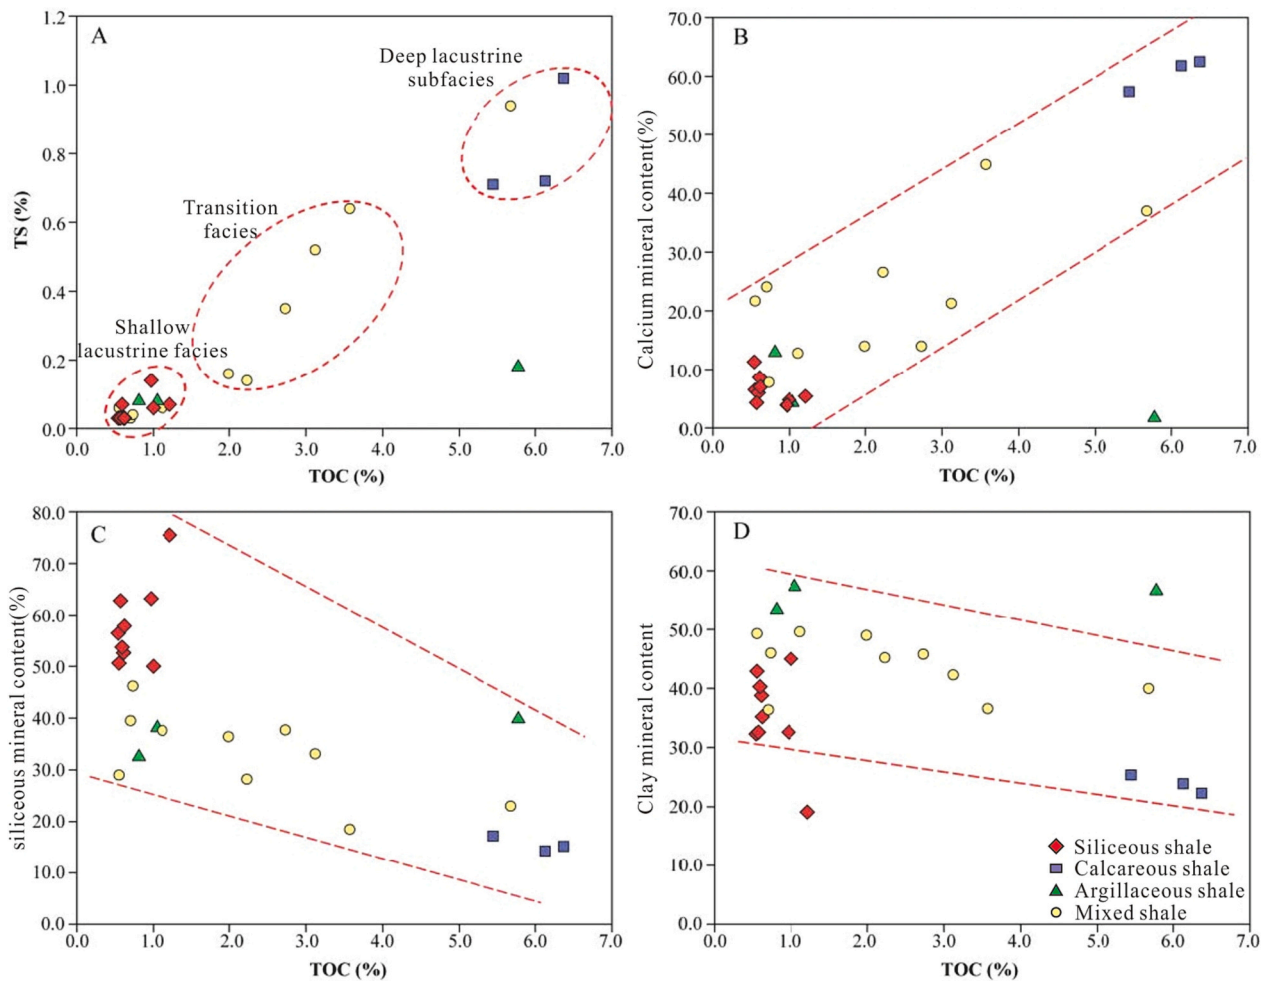 A
TS (%)
1.2
1.0
0.8
0.6
0.4
0.2
0.0
Deep lacustrine
subfacies
Transition
facies
Shallow
lacustrine facies
0.0 1.0 2.0 3.0 4.0 5.0 6.0 7.0
TOC (%)
B
Calcium mineral content(%)
70.0
60.0
50.0
40.0
30.0
20.0
10.0
0.0
0.0 1.0 2.0 3.0 4.0 5.0 6.0 7.0
TOC (%)
C
siliceous mineral content(%)
80.0
70.0
60.0
50.0
40.0
30.0
20.0
10.0
0.0
0.0 1.0 2.0 3.0 4.0 5.0 6.0 7.0
TOC (%)
D
Clay mineral content
70.0
60.0
50.0
40.0
30.0
20.0
10.0
0.0
Siliceous shale
Calcareous shale
Argillaceous shale
Mixed shale
0.0 1.0 2.0 3.0 4.0 5.0 6.0 7.0
TOC (%)